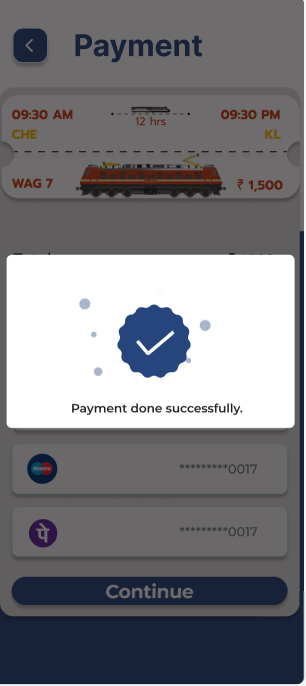 Payment
09:30 AM
09:30 PM
12 hrs
CHE
KL
WAG 7
₹ 1,500
Payment done successfully.
*********0017
पे
*********0017
Continue